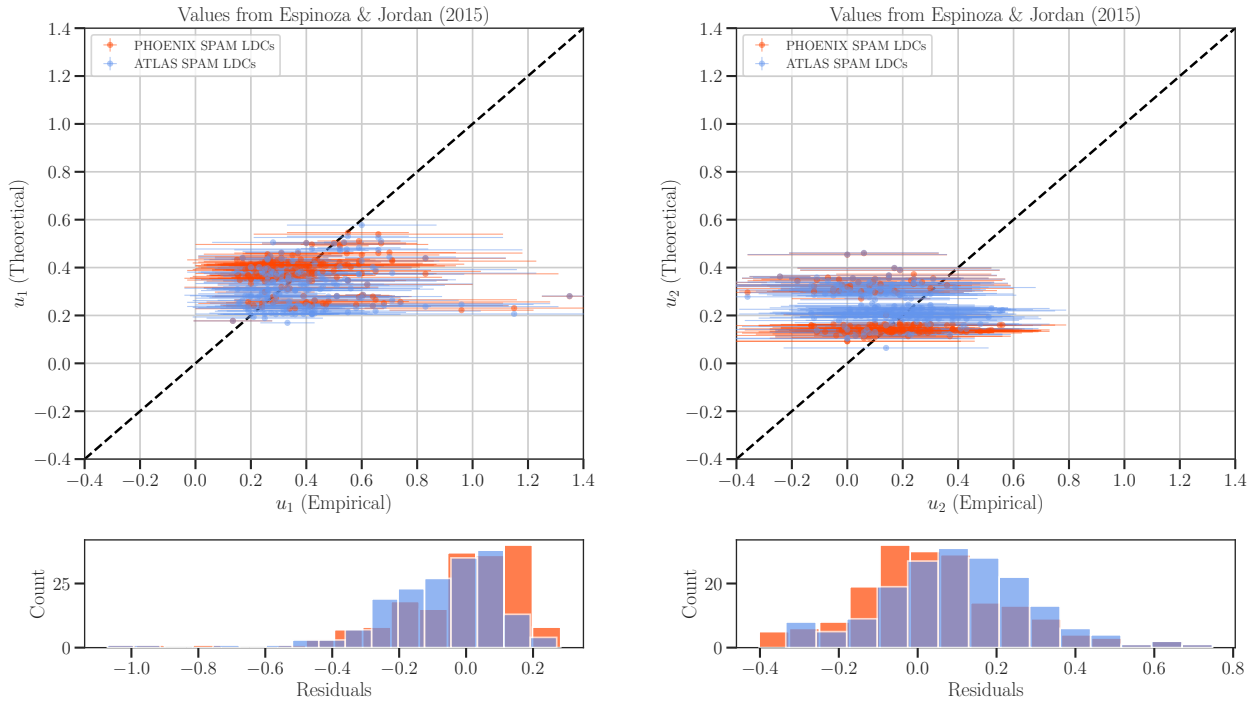 Values from Espinoza & Jordan (2015)
PHOENIX SPAM LDCs
ATLAS SPAM LDCs
1.4
1.2
1.0
0.8
0.6
0.4
0.2
0.0
−0.2
−0.4
u₁ (Theoretical)
−0.4 −0.2 0.0 0.2 0.4 0.6 0.8 1.0 1.2 1.4
u₁ (Empirical)
Values from Espinoza & Jordan (2015)
PHOENIX SPAM LDCs
ATLAS SPAM LDCs
1.4
1.2
1.0
0.8
0.6
0.4
0.2
0.0
−0.2
−0.4
u₂ (Theoretical)
−0.4 −0.2 0.0 0.2 0.4 0.6 0.8 1.0 1.2 1.4
u₂ (Empirical)
25
0
Count
−1.0 −0.8 −0.6 −0.4 −0.2 0.0 0.2
Residuals
20
0
Count
−0.4 −0.2 0.0 0.2 0.4 0.6 0.8
Residuals